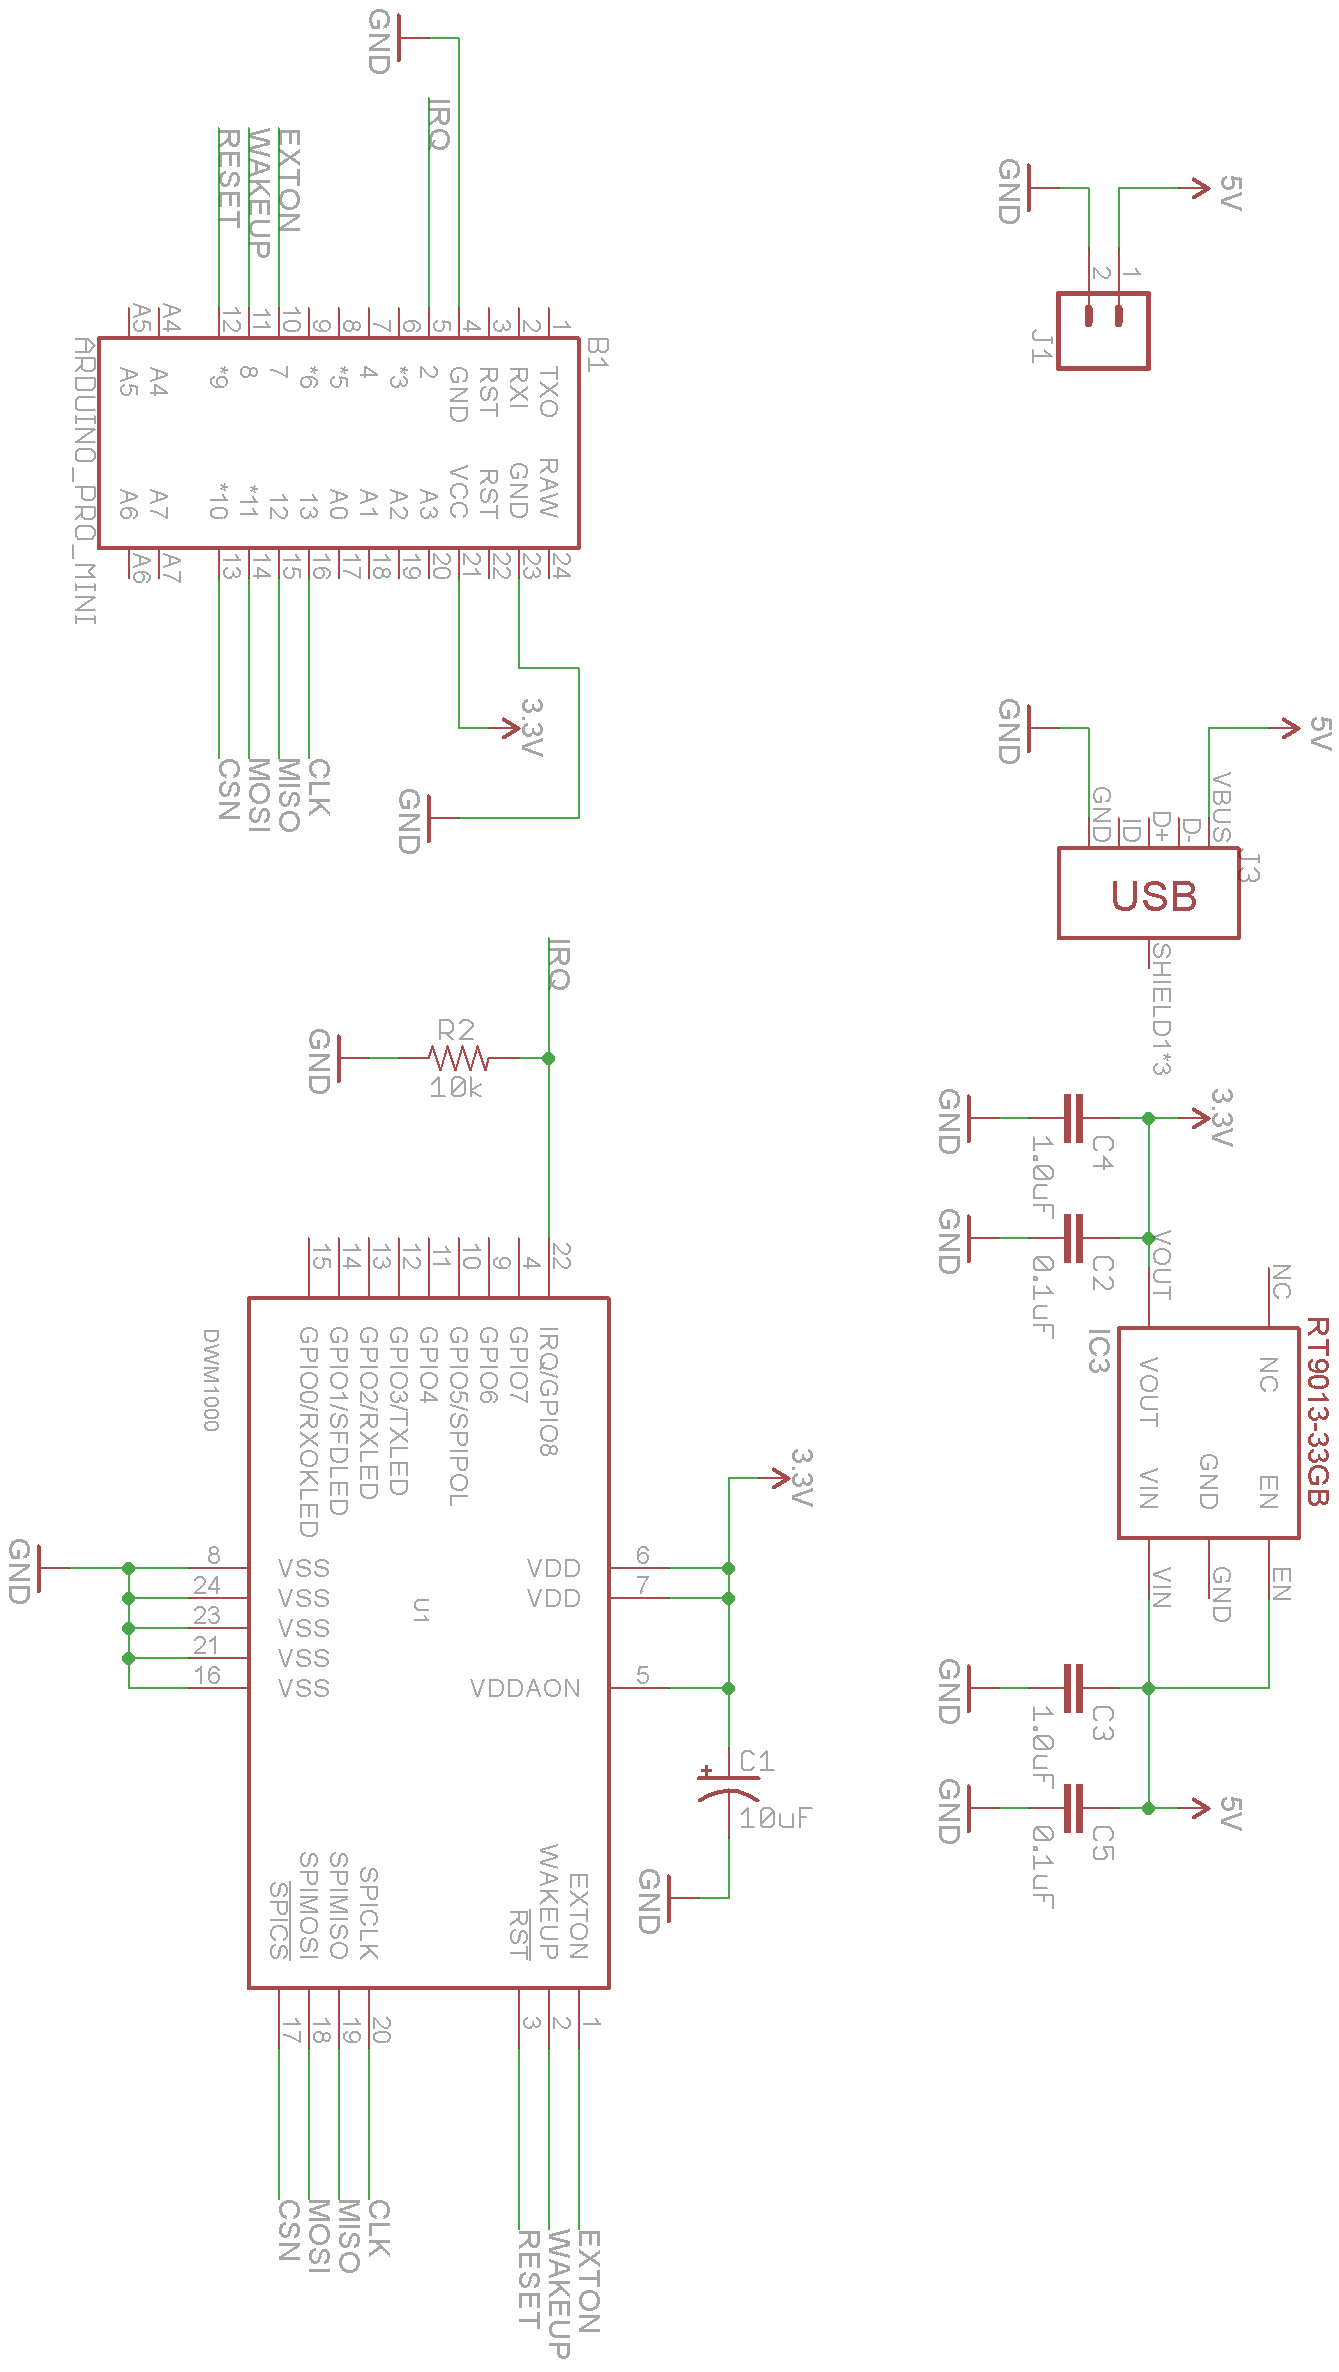 GND
IRQ
EXTON
WAKEUP
RESET
B1
ARDUINO_PRO_MINI
1
2
3
4
5
6
7
8
9
10
11
12
A4
A5
TXO
RXI
RST
GND
2
*3
4
*5
*6
7
8
*9
A4
A5
RAW
GND
RST
VCC
A3
A2
A1
A0
13
12
*11
*10
A7
A6
24
23
22
21
20
19
18
17
16
15
14
13
A7
A6
3.3V
GND
CLK
MISO
MOSI
CSN
5V
GND
1
2
J1
5V
GND
VBUS
D-
D+
ID
GND
J3
USB
SHIELD1*3
IRQ
R2
10k
GND
3.3V
GND
C4
1.0uF
GND
C2
0.1uF
VOUT
NC
RT9013-33GB
IC3
NC
VOUT
EN
GND
VIN
EN
GND
VIN
GND
C3
1.0uF
GND
C5
0.1uF
5V
22
4
9
10
11
12
13
14
15
IRQ/GPIO8
GPIO7
GPIO6
GPIO5/SPIPOL
GPIO4
GPIO3/TXLED
GPIO2/RXLED
GPIO1/SFDLED
GPIO0/RXOKLED
DWM1000
U1
3.3V
GND
8 VSS
24 VSS
23 VSS
21 VSS
16 VSS
VDD 6
VDD 7
VDDAON 5
C1
+
10uF
GND
EXTON
WAKEUP
RST
SPICLK
SPIMISO
SPIMOSI
SPICS
1
2
3
20
19
18
17
CLK
MISO
MOSI
CSN
EXTON
WAKEUP
RESET